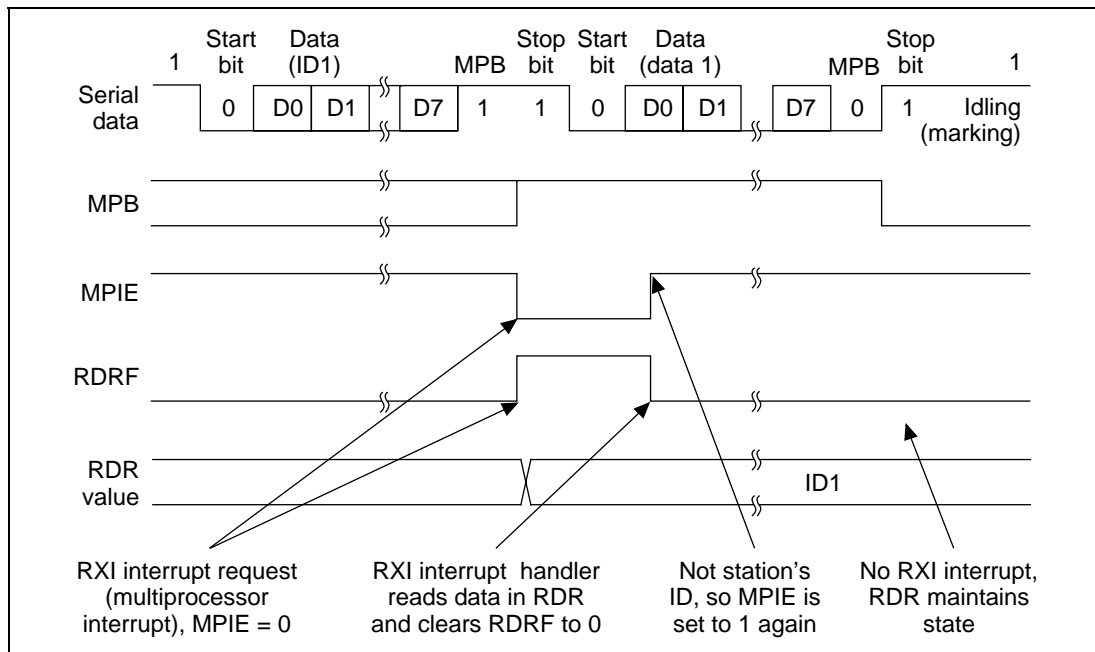 1
Start
bit
Data
(ID1)
MPB
Stop
bit
Start
bit
Data
(data 1)
MPB
Stop
bit
1
Serial
data
0
D0
D1
D7
1
1
0
D0
D1
D7
0
1
Idling
(marking)
MPB
MPIE
RDRF
RDR
value
ID1
RXI interrupt request
(multiprocessor
interrupt), MPIE = 0
RXI interrupt handler
reads data in RDR
and clears RDRF to 0
Not station's
ID, so MPIE is
set to 1 again
No RXI interrupt,
RDR maintains
state